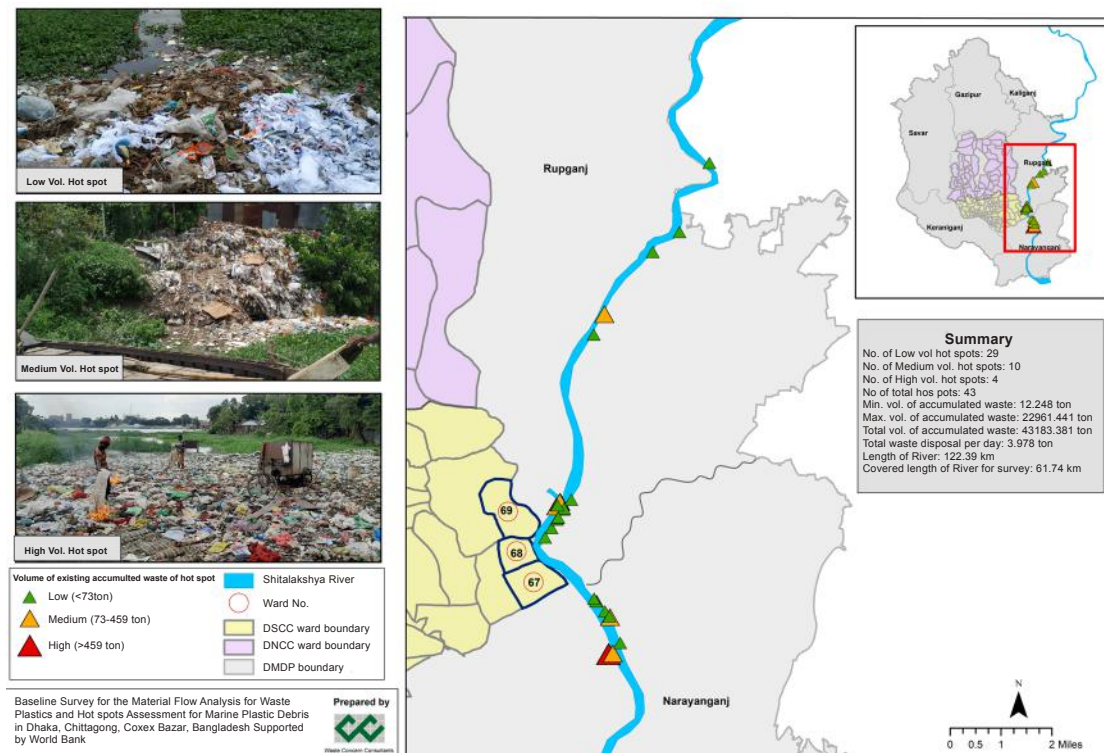 Low Vol. Hot spot
Medium Vol. Hot spot
High Vol. Hot spot
Volume of existing accumulted waste of hot spot
Low (<73ton)
Medium (73-459 ton)
High (>459 ton)
Shitalakshya River
Ward No.
DSCC ward boundary
DNCC ward boundary
DMDP boundary
Baseline Survey for the Material Flow Analysis for Waste
Plastics and Hot spots Assessment for Marine Plastic Debris
in Dhaka, Chittagong, Coxex Bazar, Bangladesh Supported
by World Bank
Prepared by
Waste Concern Consultants
Rupganj
69
68
67
Narayanganj
Gazipur
Kaliganj
Savar
Rupganj
Keraniganj
Narayanganj
Summary
No. of Low vol hot spots: 29
No. of Medium vol. hot spots: 10
No. of High vol. hot spots: 4
No of total hos pots: 43
Min. vol. of accumulated waste: 12.248 ton
Max. vol. of accumulated waste: 22961.441 ton
Total vol. of accumulated waste: 43183.381 ton
Total waste disposal per day: 3.978 ton
Length of River: 122.39 km
Covered length of River for survey: 61.74 km
N
0 0.5 1 2 Miles